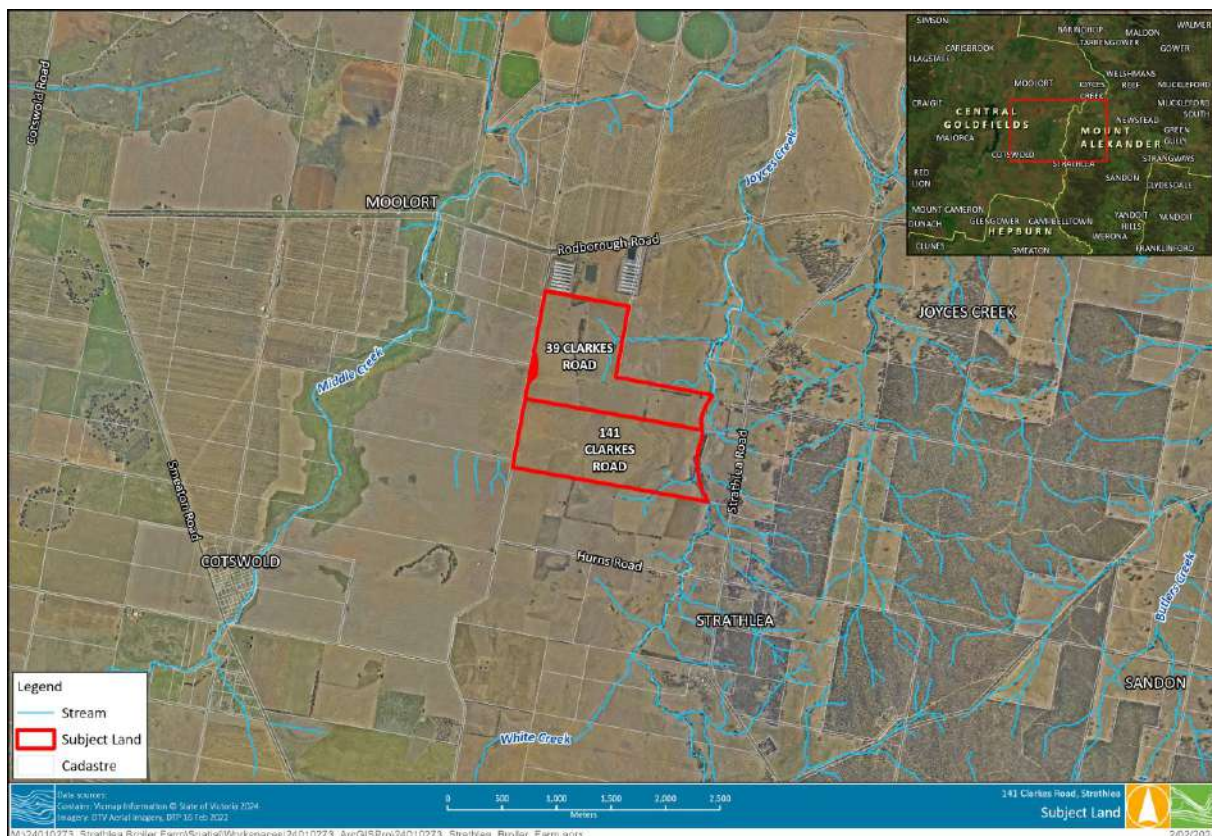 SIMSON
BARINGHUP
WALMER
MALDON
TARRENGOWER
CARISBROOK
GOWER
FLAGSTAFF
WELSHMANS
REEF
MOOLORT
JOYCES
CREEK
MUCKLEFORD
CRAIGIE
MUCKLEFORD
SOUTH
CENTRAL
GOLDFIELDS
NEWSTEAD
MOUNT
ALEXANDER
GREEN
GULLY
MAJORCA
COTSWOLD
STRATHLEA
STRANGWAYS
RED
LION
SANDON
CLYDESDALE
MOUNT CAMERON
DUNACH
GLENGOWER
CAMPBELLTOWN
YANDOIT
HILLS
YANDOIT
HEPBURN
WERONA
CLUNES
SMEATON
FRANKLINFORD
Cotswold Road
MOOLORT
Joyces Creek
Rodborough Road
JOYCES CREEK
39 CLARKES
ROAD
Middle Creek
141
CLARKES
ROAD
Strathlea Road
Smeaton Road
Hurns Road
COTSWOLD
STRATHLEA
Butlers Creek
SANDON
White Creek
Legend
Stream
Subject Land
Cadastre
Data sources:
Contains: Vicmap Information © State of Victoria 2024
Imagery: DTV Aerial Imagery, DTP 16 Feb 2022
0 500 1,000 1,500 2,000 2,500
Meters
141 Clarkes Road, Strathlea
Subject Land